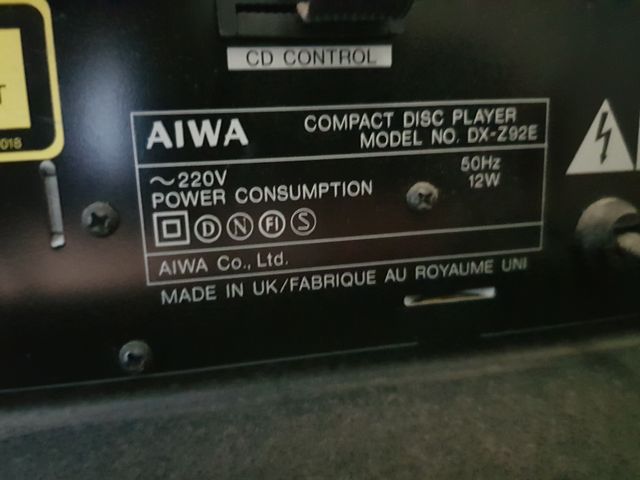 CD CONTROL
T
0018
AIWA
COMPACT DISC PLAYER
MODEL NO. DX-Z92E
~220V
50Hz
POWER CONSUMPTION
12W
D N FI S
AIWA Co., Ltd.
MADE IN UK/FABRIQUE AU ROYAUME UNI